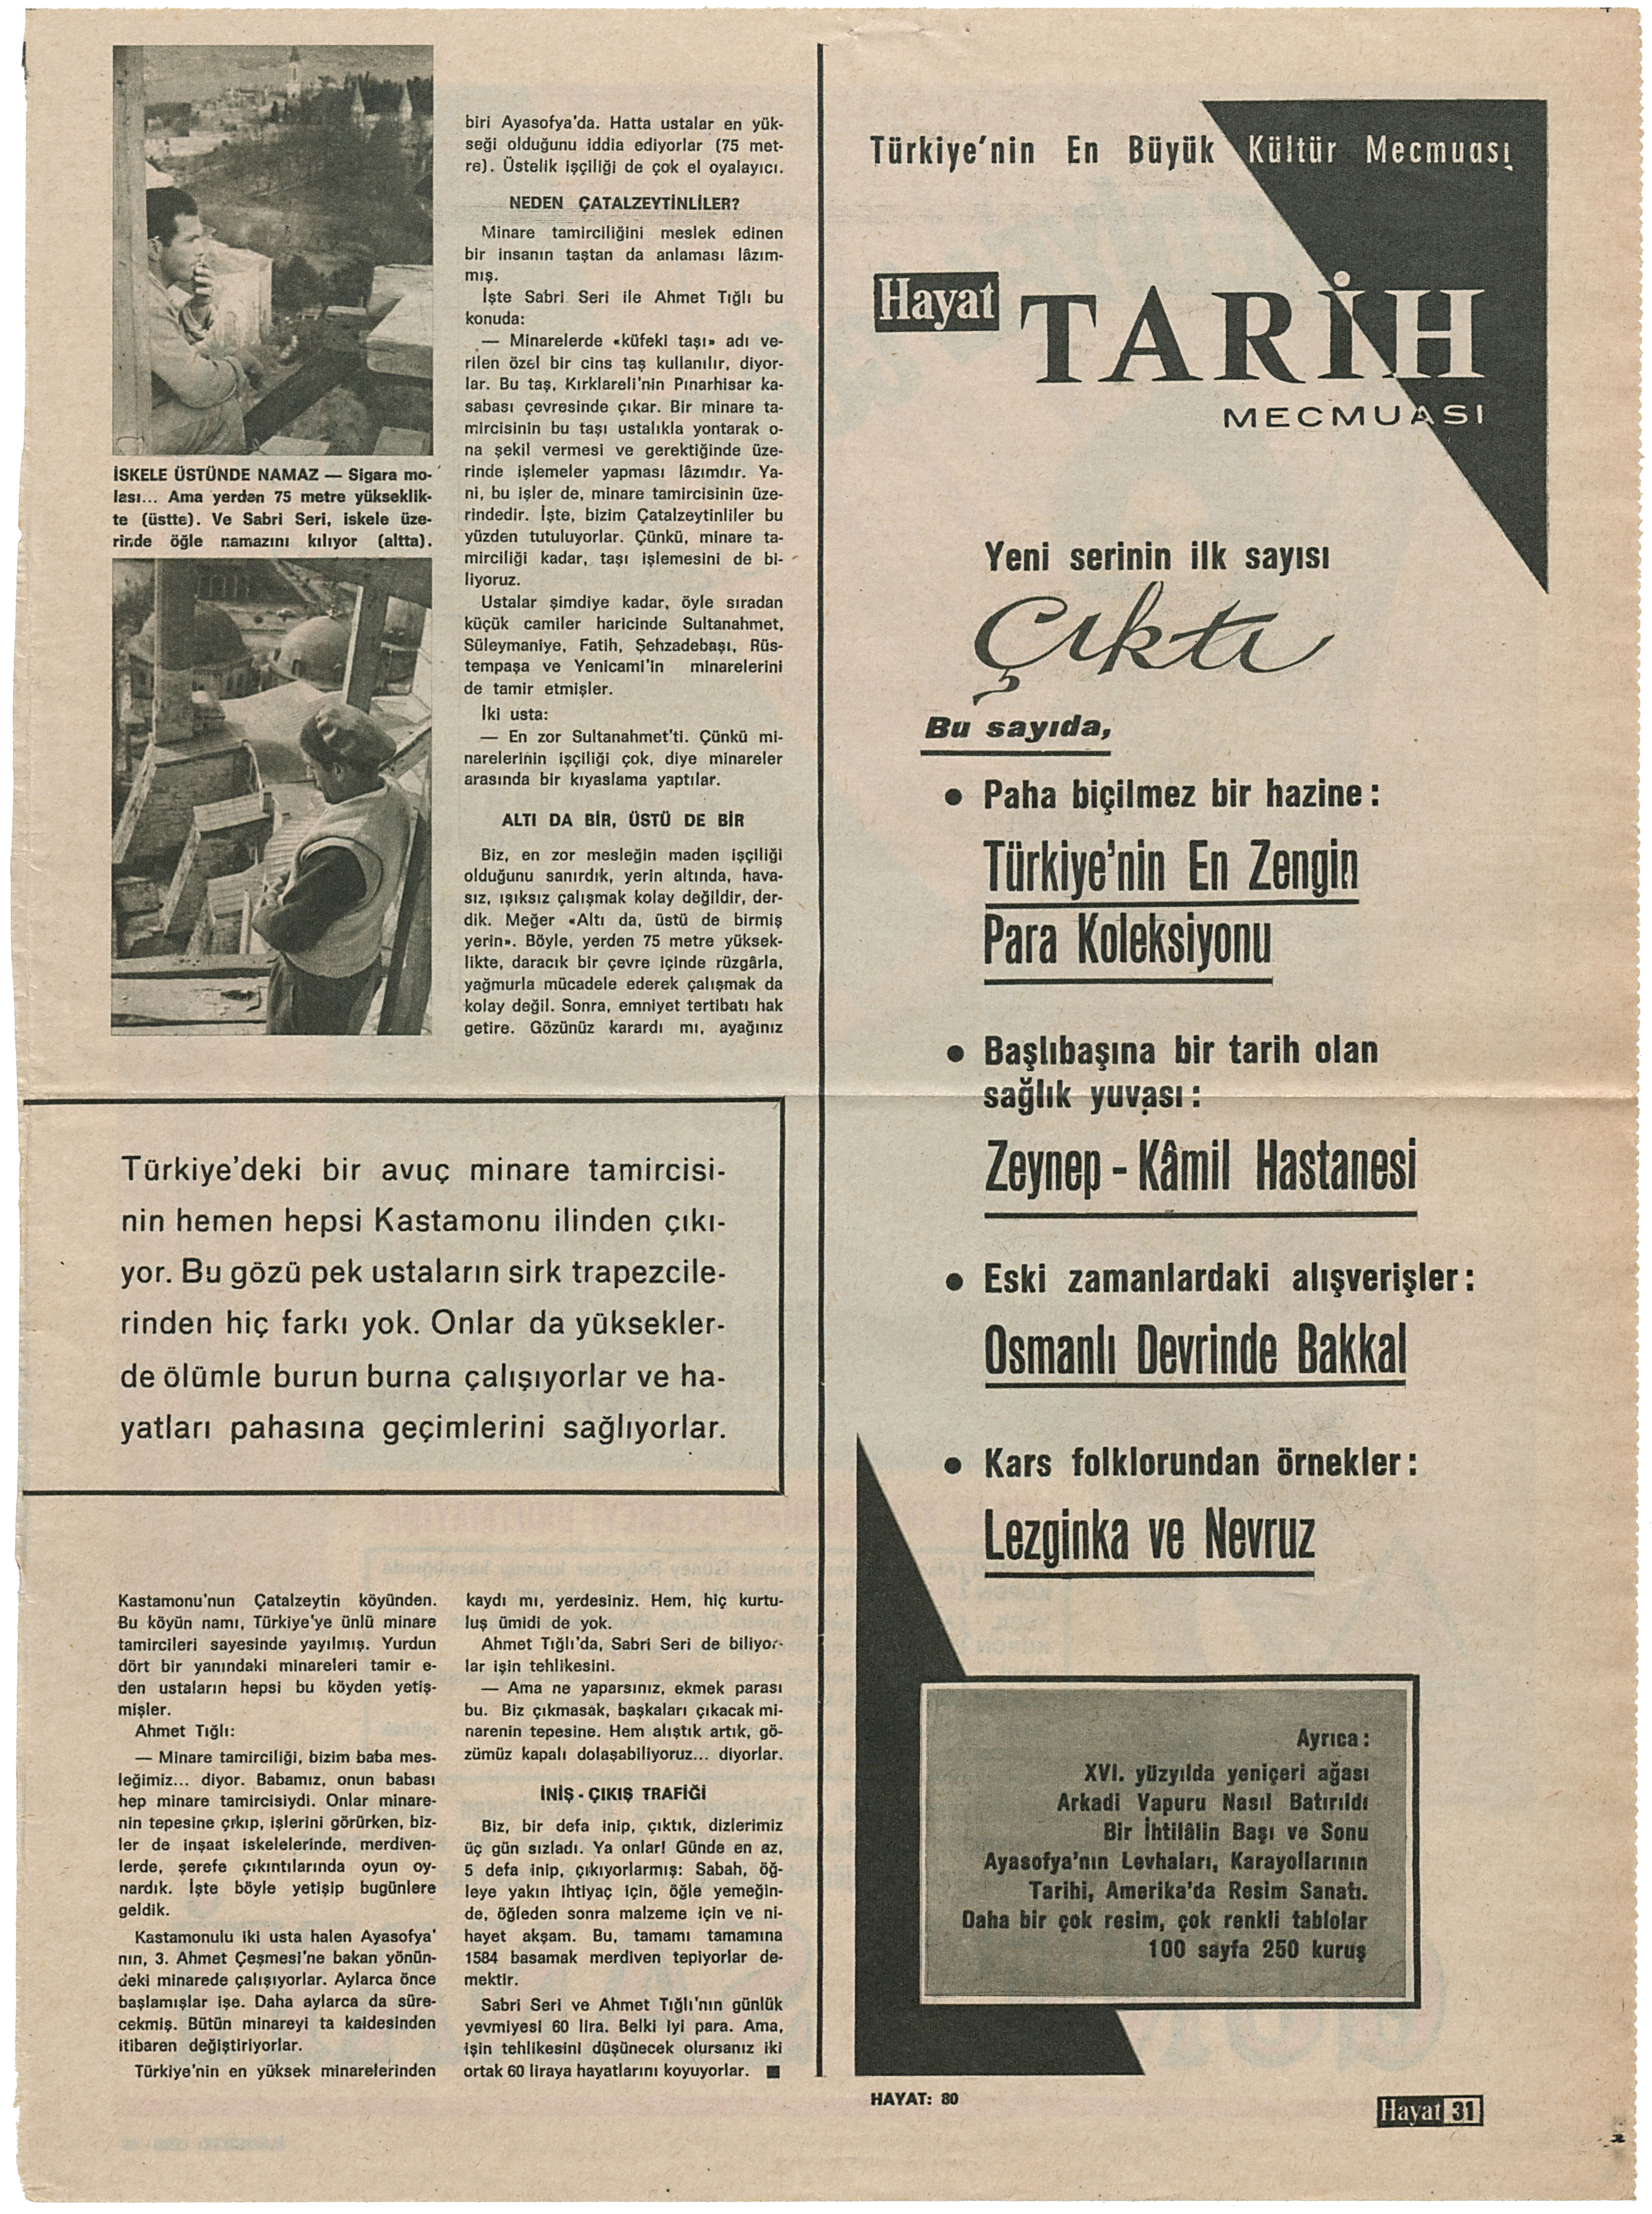 İSKELE ÜSTÜNDE NAMAZ — Sigara mo-
lası... Ama yerden 75 metre yükseklik-
te (üstte). Ve Sabri Seri, iskele üze-
rinde öğle namazını kılıyor (altta).
Türkiye'deki bir avuç minare tamircisi-
nin hemen hepsi Kastamonu ilinden çıkı-
yor. Bu gözü pek ustaların sirk trapezcile-
rinden hiç farkı yok. Onlar da yüksekler-
de ölümle burun burna çalışıyorlar ve ha-
yatları pahasına geçimlerini sağlıyorlar.
Kastamonu'nun Çatalzeytin köyünden.
Bu köyün namı, Türkiye'ye ünlü minare
tamircileri sayesinde yayılmış. Yurdun
dört bir yanındaki minareleri tamir e-
den ustaların hepsi bu köyden yetiş-
mişler.
Ahmet Tığlı:
— Minare tamirciliği, bizim baba mes-
leğimiz... diyor. Babamız, onun babası
hep minare tamircisiydi. Onlar minare-
nin tepesine çıkıp, işlerini görürken, biz-
ler de inşaat iskelelerinde, merdiven-
lerde, şerefe çıkıntılarında oyun oy-
nardık. İşte böyle yetişip bugünlere
geldik.
Kastamonulu iki usta halen Ayasofya'
nın, 3. Ahmet Çeşmesi'ne bakan yönün-
deki minarede çalışıyorlar. Aylarca önce
başlamışlar işe. Daha aylarca da süre-
cekmiş. Bütün minareyi ta kaidesinden
itibaren değiştiriyorlar.
Türkiye'nin en yüksek minarelerinden
biri Ayasofya'da. Hatta ustalar en yük-
seği olduğunu iddia ediyorlar (75 met-
re). Üstelik işçiliği de çok el oyalayıcı.
NEDEN ÇATALZEYTİNLİLER?
Minare tamirciliğini meslek edinen
bir insanın taştan da anlaması lâzım-
mış.
İşte Sabri Seri ile Ahmet Tığlı bu
konuda:
— Minarelerde «küfeki taşı» adı ve-
rilen özel bir cins taş kullanılır, diyor-
lar. Bu taş, Kırklareli'nin Pınarhisar ka-
sabası çevresinde çıkar. Bir minare ta-
mircisinin bu taşı ustalıkla yontarak o-
na şekil vermesi ve gerektiğinde üze-
rinde işlemeler yapması lâzımdır. Ya-
ni, bu işler de, minare tamircisinin üze-
rindedir. İşte, bizim Çatalzeytinliler bu
yüzden tutuluyorlar. Çünkü, minare ta-
mirciliği kadar, taşı işlemesini de bi-
liyoruz.
Ustalar şimdiye kadar, öyle sıradan
küçük camiler haricinde Sultanahmet,
Süleymaniye, Fatih, Şehzadebaşı, Rüs-
tempaşa ve Yenicami'in minarelerini
de tamir etmişler.
İki usta:
— En zor Sultanahmet'ti. Çünkü mi-
narelerinin işçiliği çok, diye minareler
arasında bir kıyaslama yaptılar.
ALTI DA BİR, ÜSTÜ DE BİR
Biz, en zor mesleğin maden işçiliği
olduğunu sanırdık, yerin altında, hava-
sız, ışıksız çalışmak kolay değildir, der-
dik. Meğer «Altı da, üstü de birmiş
yerin». Böyle, yerden 75 metre yüksek-
likte, daracık bir çevre içinde rüzgârla,
yağmurla mücadele ederek çalışmak da
kolay değil. Sonra, emniyet tertibatı hak
getire. Gözünüz karardı mı, ayağınız
kaydı mı, yerdesiniz. Hem, hiç kurtu-
luş ümidi de yok.
Ahmet Tığlı'da, Sabri Seri de biliyor-
lar işin tehlikesini.
— Ama ne yaparsınız, ekmek parası
bu. Biz çıkmasak, başkaları çıkacak mi-
narenin tepesine. Hem alıştık artık, gö-
zümüz kapalı dolaşabiliyoruz... diyorlar.
İNİŞ - ÇIKIŞ TRAFİĞİ
Biz, bir defa inip, çıktık, dizlerimiz
üç gün sızladı. Ya onlar! Günde en az,
5 defa inip, çıkıyorlarmış: Sabah, öğ-
leye yakın ihtiyaç için, öğle yemeğin-
de, öğleden sonra malzeme için ve ni-
hayet akşam. Bu, tamamı tamamına
1584 basamak merdiven tepiyorlar de-
mektir.
Sabri Seri ve Ahmet Tığlı'nın günlük
yevmiyesi 60 lira. Belki iyi para. Ama,
işin tehlikesini düşünecek olursanız iki
ortak 60 liraya hayatlarını koyuyorlar. ■
Türkiye'nin En Büyük Kültür Mecmuası
Hayat TARİH
MECMUASI
Yeni serinin ilk sayısı
Çıktı
Bu sayıda,
● Paha biçilmez bir hazine:
Türkiye'nin En Zengin
Para Koleksiyonu
● Başlıbaşına bir tarih olan
sağlık yuvası:
Zeynep - Kâmil Hastanesi
● Eski zamanlardaki alışverişler:
Osmanlı Devrinde Bakkal
● Kars folklorundan örnekler:
Lezginka ve Nevruz
Ayrıca:
XVI. yüzyılda yeniçeri ağası
Arkadi Vapuru Nasıl Batırıldı
Bir İhtilâlin Başı ve Sonu
Ayasofya'nın Levhaları, Karayollarının
Tarihi, Amerika'da Resim Sanatı.
Daha bir çok resim, çok renkli tablolar
100 sayfa 250 kuruş
HAYAT: 80
Hayat 31